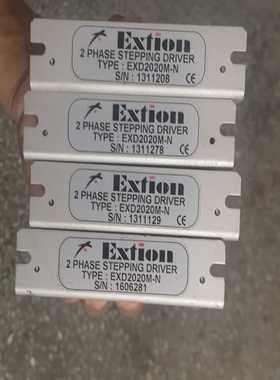 Extion
2 PHASE STEPPING DRIVER
TYPE : EXD2020M-N
S/N : 1311208
CE
Extion
2 PHASE STEPPING DRIVER
TYPE : EXD2020M-N
S/N : 1311278
CE
Extion
2 PHASE STEPPING DRIVER
TYPE : EXD2020M-N
S/N : 1311129
CE
Extion
2 PHASE STEPPING DRIVER
TYPE : EXD2020M-N
S/N : 1606281